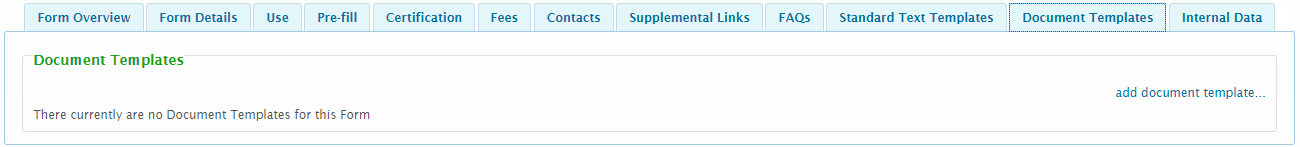 Form Overview Form Details Use Pre-fill Certification Fees Contacts Supplemental Links FAQs Standard Text Templates Document Templates Internal Data
Document Templates
add document template...
There currently are no Document Templates for this Form